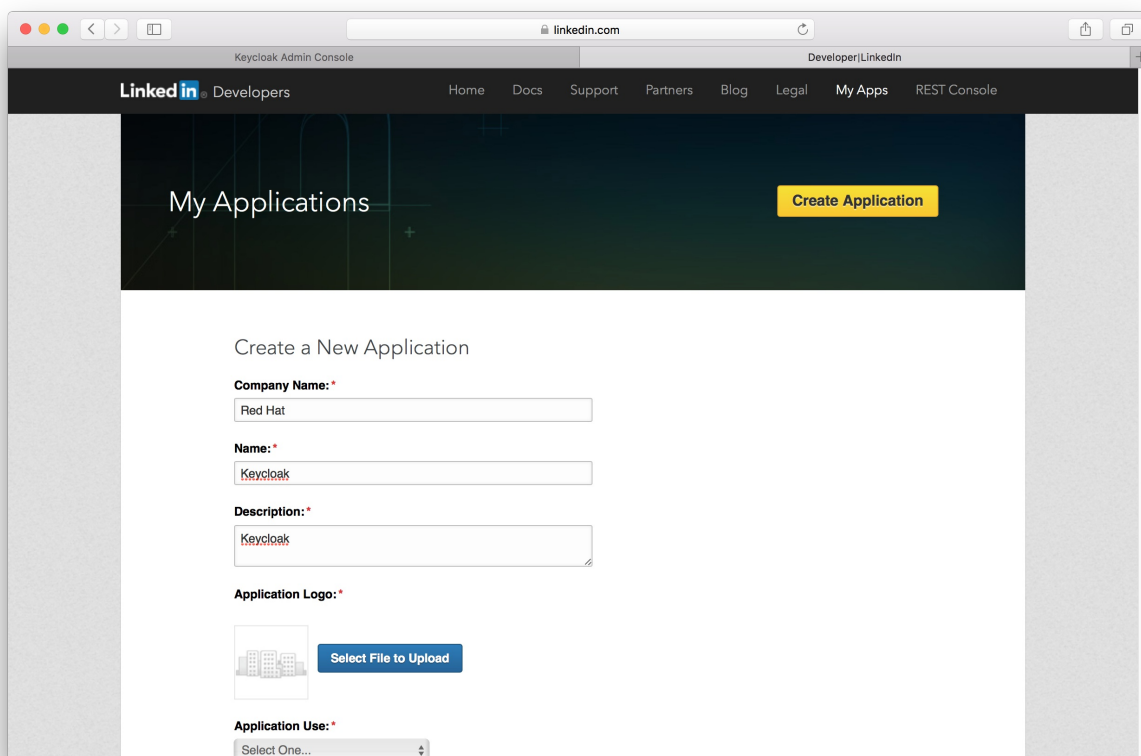 linkedin.com
Keycloak Admin Console
Developer|LinkedIn
Linked in ® Developers
Home Docs Support Partners Blog Legal My Apps REST Console
My Applications
Create Application
Create a New Application
Company Name:*
Red Hat
Name:*
Keycloak
Description:*
Keycloak
Application Logo:*
Select File to Upload
Application Use:*
Select One...